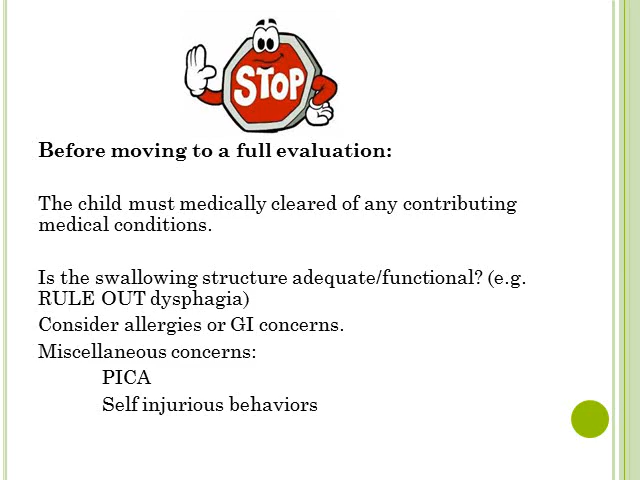 STOP
Before moving to a full evaluation:
The child must medically cleared of any contributing
medical conditions.
Is the swallowing structure adequate/functional? (e.g.
RULE OUT dysphagia)
Consider allergies or GI concerns.
Miscellaneous concerns:
PICA
Self injurious behaviors